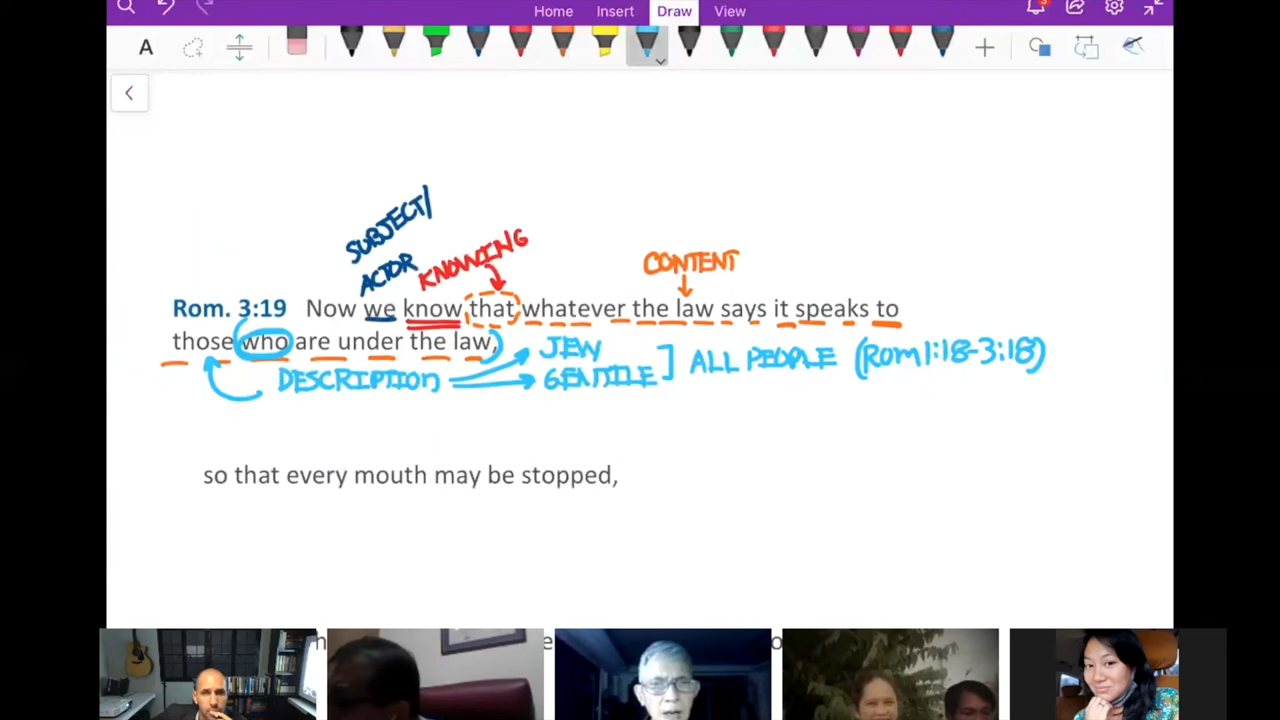 Home Insert Draw View
A
SUBJECT/
ACTOR
KNOWING
CONTENT
Rom. 3:19 Now we know that whatever the law says it speaks to
those who are under the law,
JEW
DESCRIPTION GENTILE ] ALL PEOPLE (Rom 1:18-3:18)
so that every mouth may be stopped,